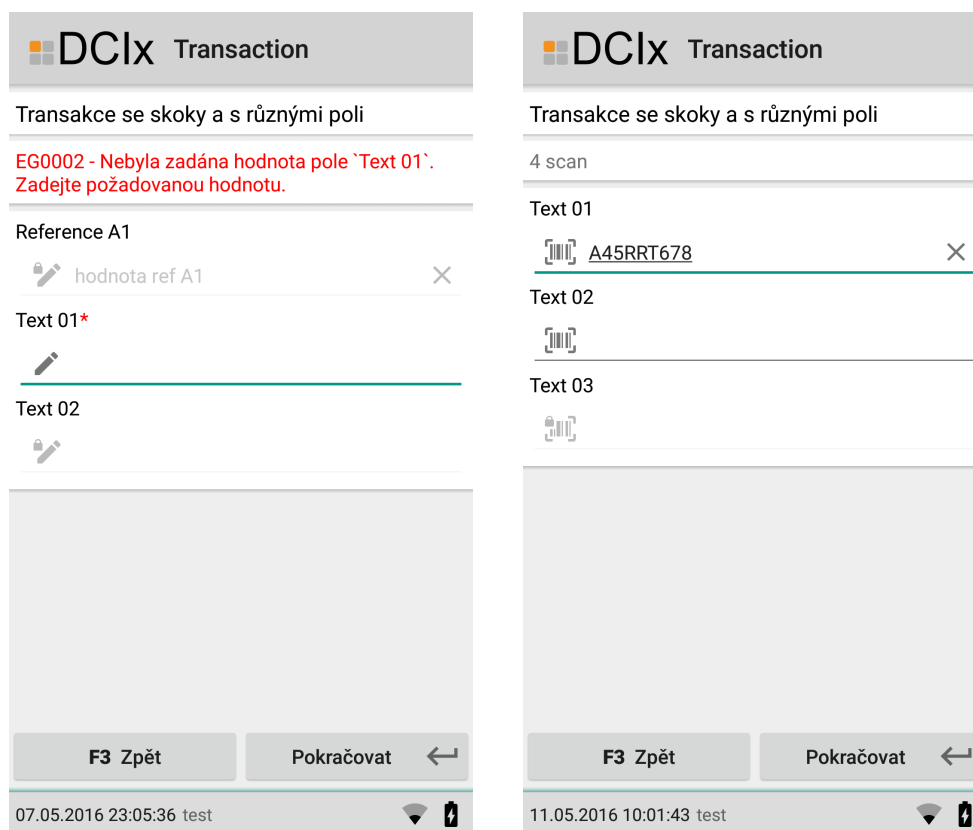 DCIx Transaction
Transakce se skoky a s různými poli
EG0002 - Nebyla zadána hodnota pole `Text 01`.
Zadejte požadovanou hodnotu.
Reference A1
hodnota ref A1
Text 01*
Text 02
F3 Zpět
Pokračovat
07.05.2016 23:05:36 test
DCIx Transaction
Transakce se skoky a s různými poli
4 scan
Text 01
A45RRT678
Text 02
Text 03
F3 Zpět
Pokračovat
11.05.2016 10:01:43 test